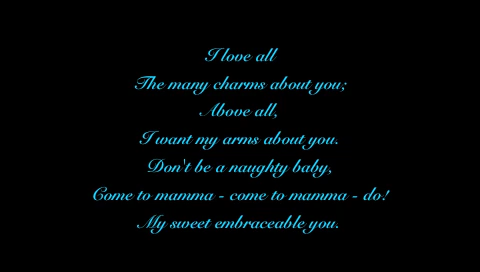 I love all
The many charms about you;
Above all,
I want my arms about you.
Don't be a naughty baby,
Come to mamma - come to mamma - do!
My sweet embraceable you.